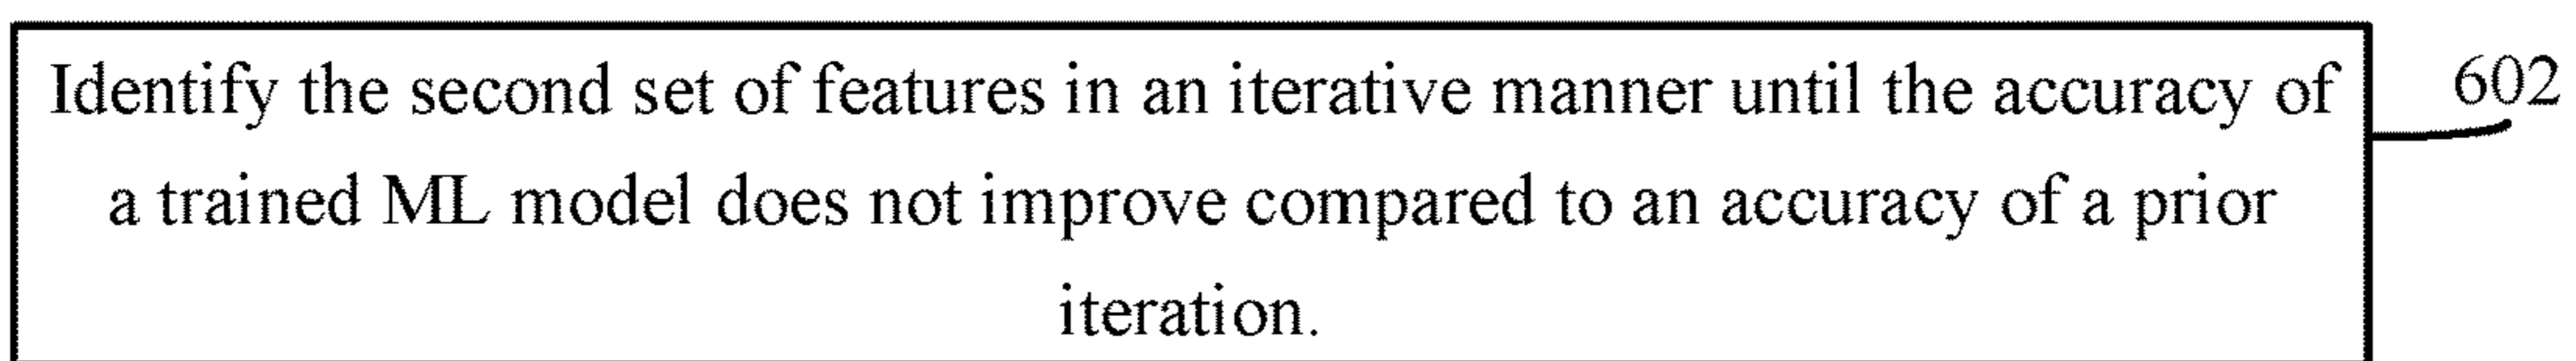 Identify the second set of features in an iterative manner until the accuracy of
602
a trained ML model does not improve compared to an accuracy of a prior
iteration.